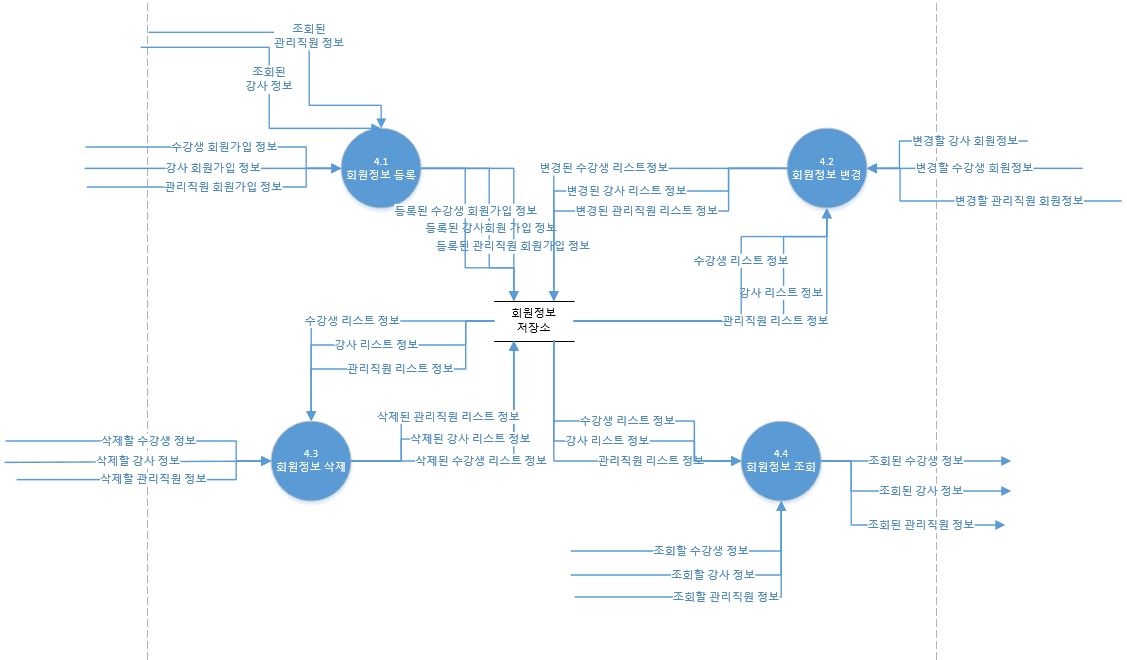 조회된
관리직원 정보
조회된
강사 정보
수강생 회원가입 정보
강사 회원가입 정보
관리직원 회원가입 정보
4.1
회원정보 등록
등록된 수강생 회원가입 정보
등록된 강사회원 가입 정보
등록된 관리직원 회원가입 정보
변경된 수강생 리스트정보
변경된 강사 리스트 정보
변경된 관리직원 리스트 정보
4.2
회원정보 변경
변경할 강사 회원정보
변경할 수강생 회원정보
변경할 관리직원 회원정보
수강생 리스트 정보
강사 리스트 정보
관리직원 리스트 정보
회원정보
저장소
수강생 리스트 정보
강사 리스트 정보
관리직원 리스트 정보
삭제할 수강생 정보
삭제할 강사 정보
삭제할 관리직원 정보
4.3
회원정보 삭제
삭제된 관리직원 리스트 정보
삭제된 강사 리스트 정보
삭제된 수강생 리스트 정보
수강생 리스트 정보
강사 리스트 정보
관리직원 리스트 정보
4.4
회원정보 조회
조회된 수강생 정보
조회된 강사 정보
조회된 관리직원 정보
조회할 수강생 정보
조회할 강사 정보
조회할 관리직원 정보